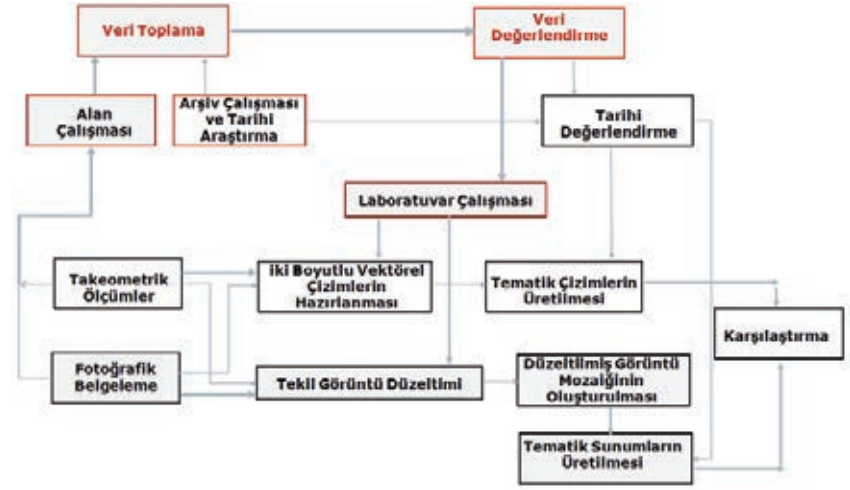 Veri Toplama
Veri
Değerlendirme
Alan
Çalışması
Arşiv Çalışması
ve Tarihi
Araştırma
Tarihi
Değerlendirme
Laboratuvar Çalışması
Takeometrik
Ölçümler
iki Boyutlu Vektörel
Çizimlerin
Hazırlanması
Tematik Çizimlerin
Üretilmesi
Karşılaştırma
Fotoğrafik
Belgeleme
Tekil Görüntü Düzeltimi
Düzeltilmiş Görüntü
Mozaiğinin
Oluşturulması
Tematik Sunumların
Üretilmesi